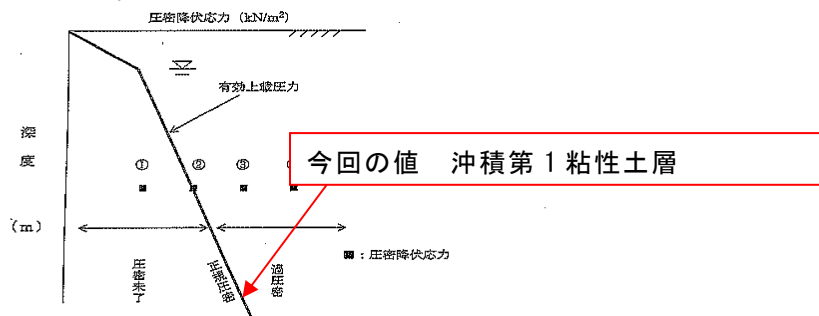 圧密降伏応力 (kN/m²)
有効上載圧力
深度
(m)
① ② ③
今回の値 沖積第1粘性土層
圧密未了
正規圧密
過圧密
■：圧密降伏応力